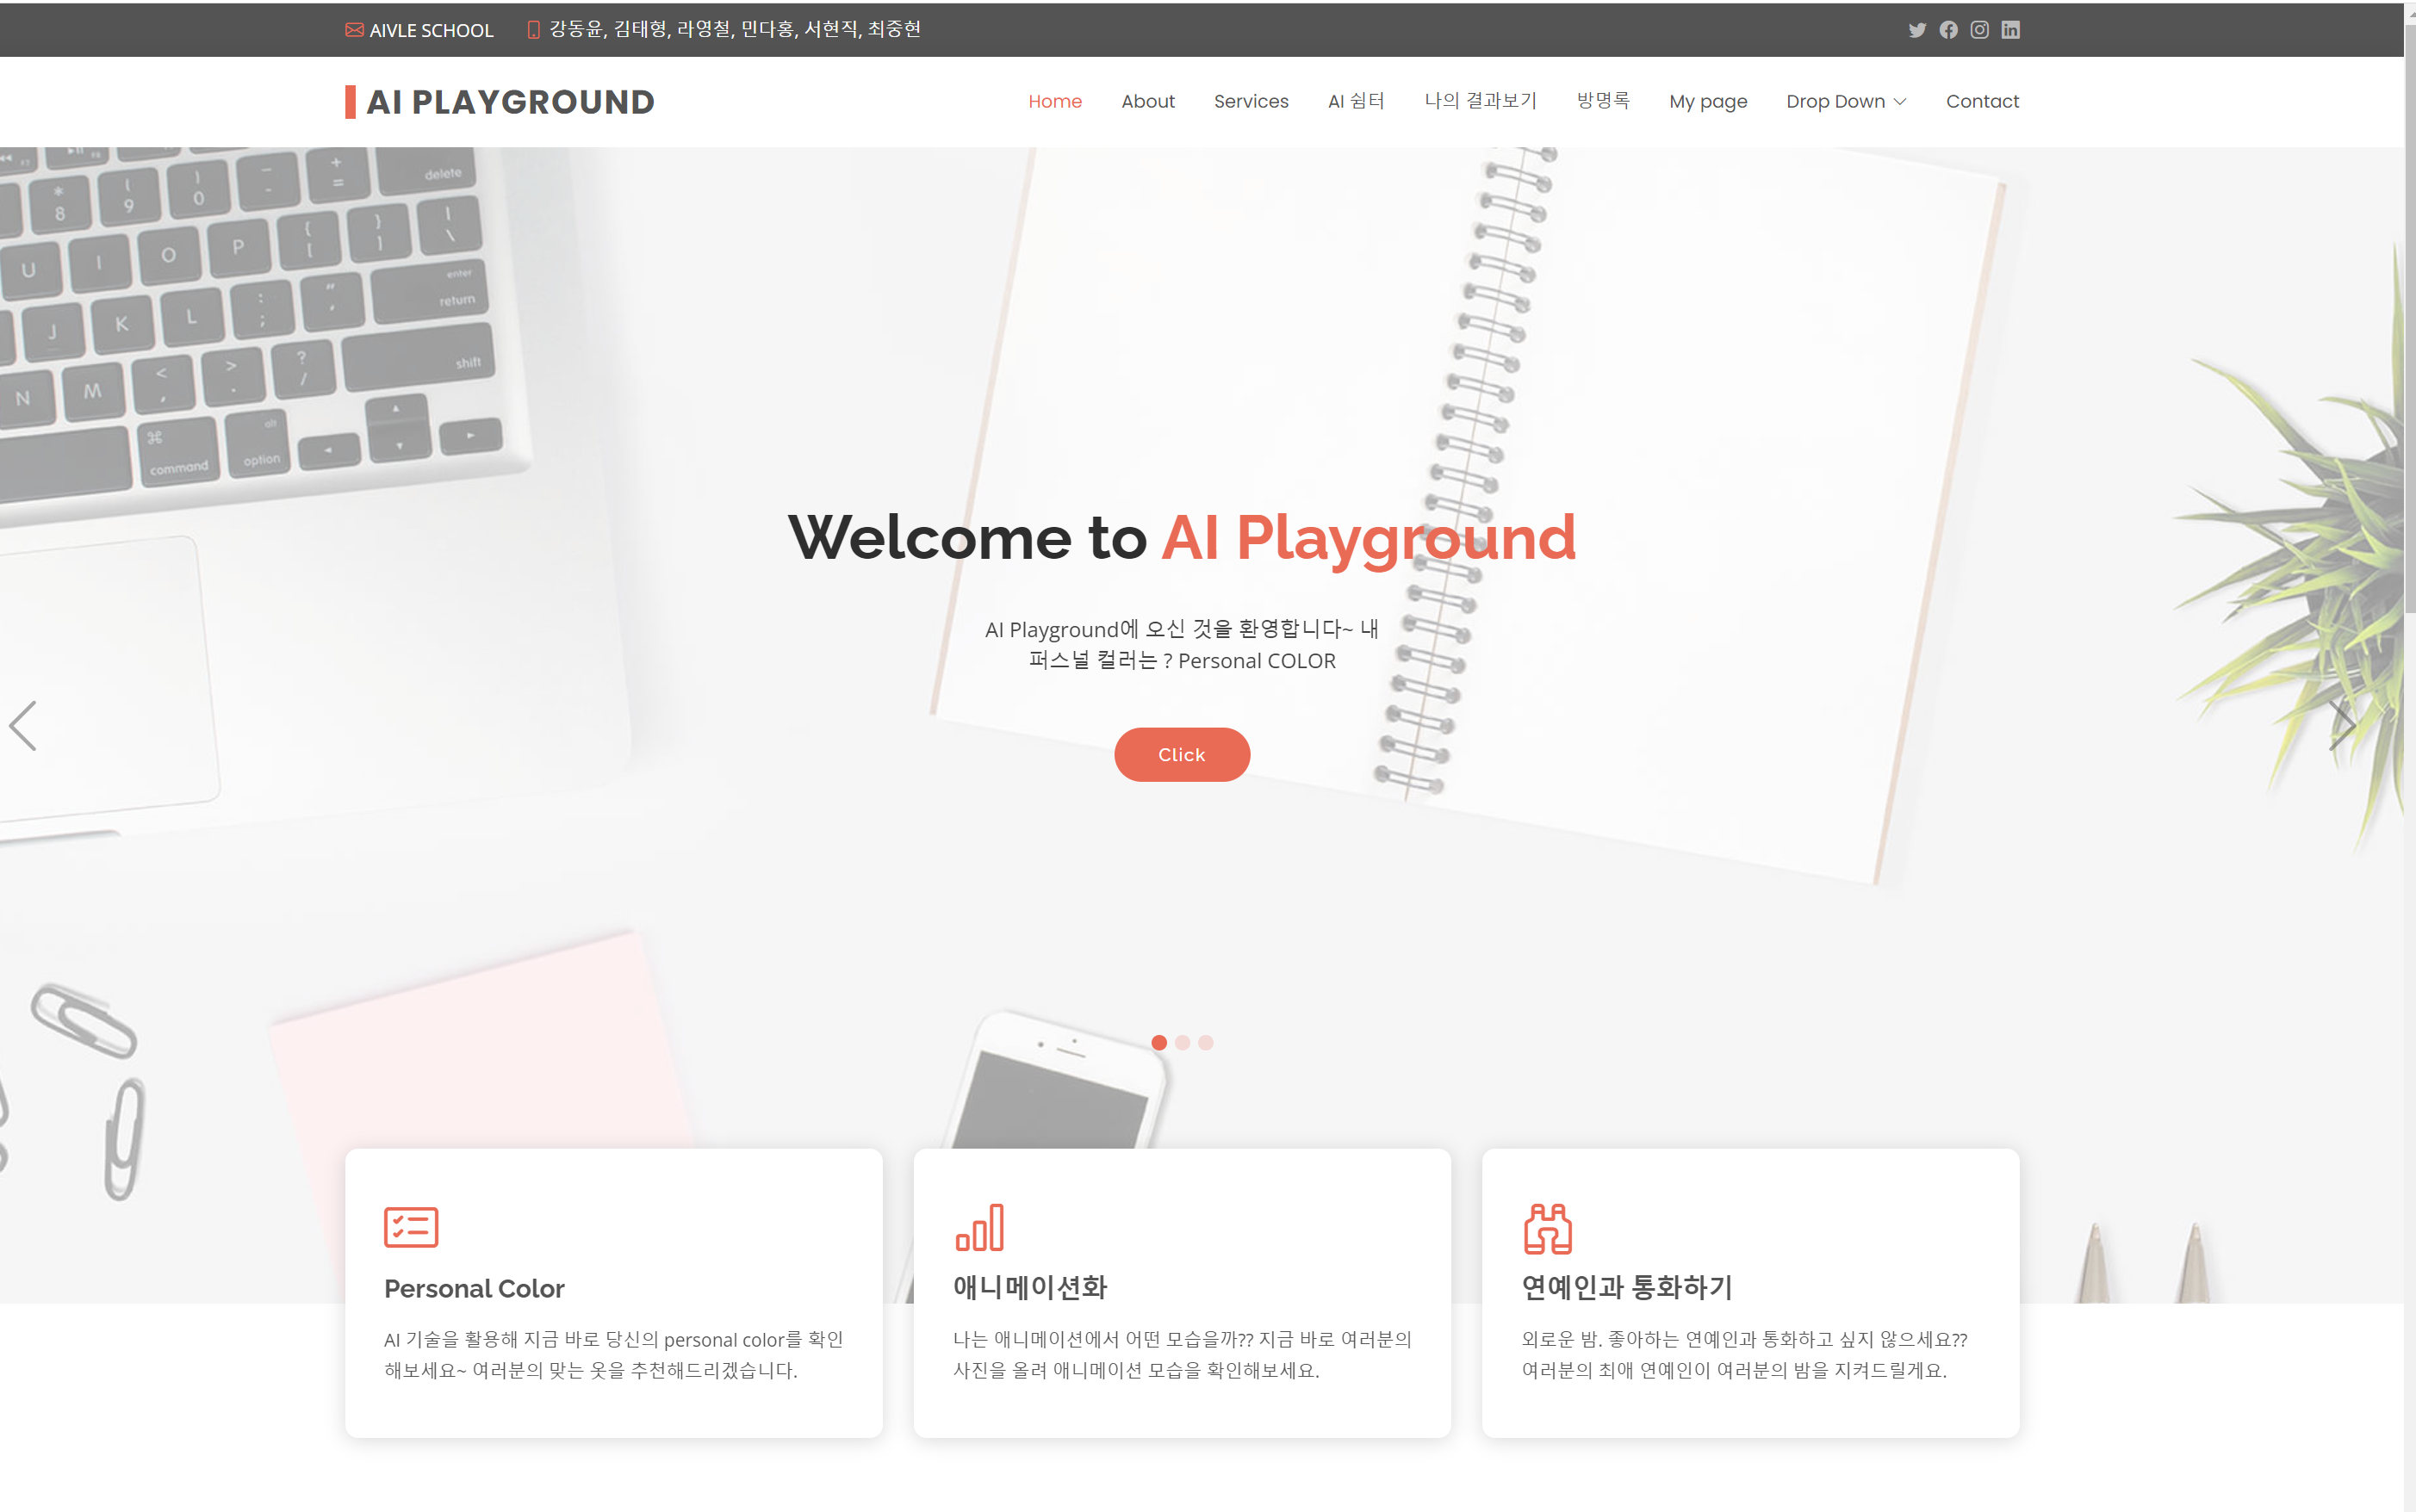 AIVLE SCHOOL 강동윤, 김태형, 라영철, 민다홍, 서현직, 최중현
AI PLAYGROUND
Home About Services AI 쉼터 나의 결과보기 방명록 My page Drop Down Contact
delete
* 8 ( 9 ) 0 - + =
U I O P { [ } ] | \
enter return
J K L : ; " '
shift
N M < , > . ? /
⌘ command alt option
Welcome to AI Playground
AI Playground에 오신 것을 환영합니다~ 내
퍼스널 컬러는 ? Personal COLOR
Click
Personal Color
AI 기술을 활용해 지금 바로 당신의 personal color를 확인
해보세요~ 여러분의 맞는 옷을 추천해드리겠습니다.
애니메이션화
나는 애니메이션에서 어떤 모습을까?? 지금 바로 여러분의
사진을 올려 애니메이션 모습을 확인해보세요.
연예인과 통화하기
외로운 밤. 좋아하는 연예인과 통화하고 싶지 않으세요??
여러분의 최애 연예인이 여러분의 밤을 지켜드릴게요.